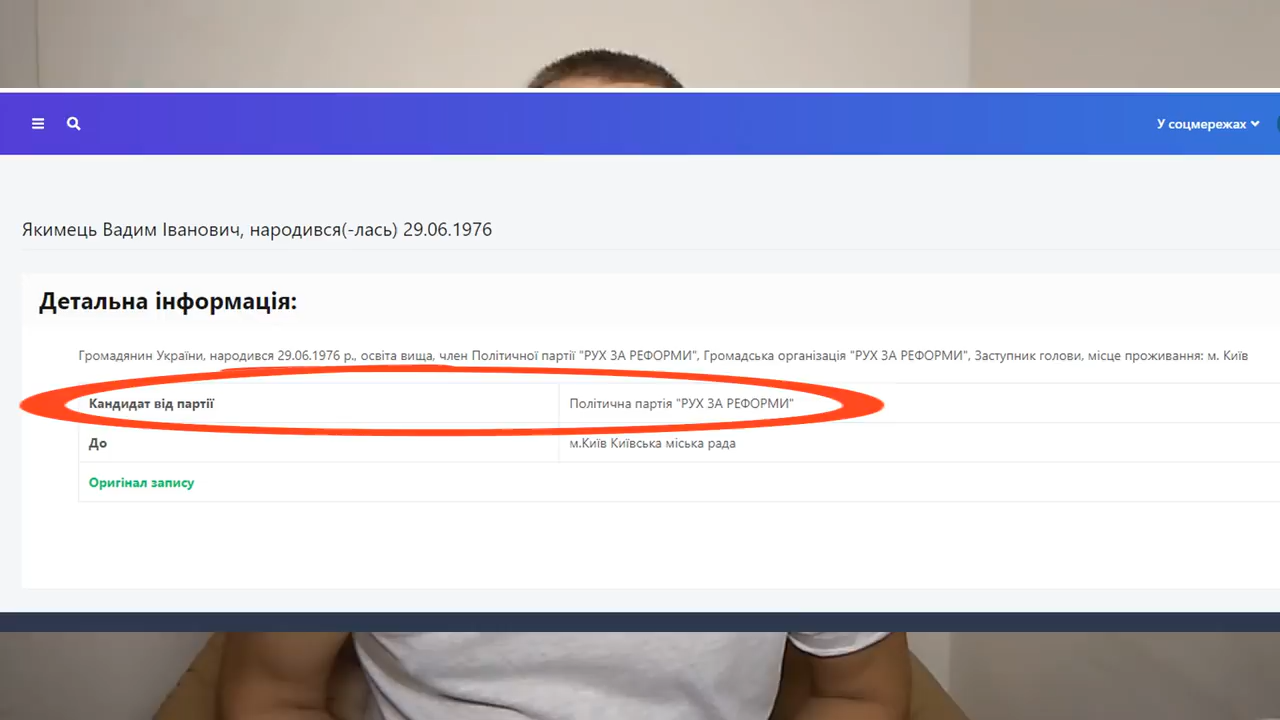 У соцмережах
Якимець Вадим Іванович, народився(-лась) 29.06.1976
Детальна інформація:
Громадянин України, народився 29.06.1976 р., освіта вища, член Політичної партії "РУХ ЗА РЕФОРМИ", Громадська організація "РУХ ЗА РЕФОРМИ", Заступник голови, місце проживання: м. Київ
Кандидат від партії Політична партія "РУХ ЗА РЕФОРМИ"
До м.Київ Київська міська рада
Оригінал запису